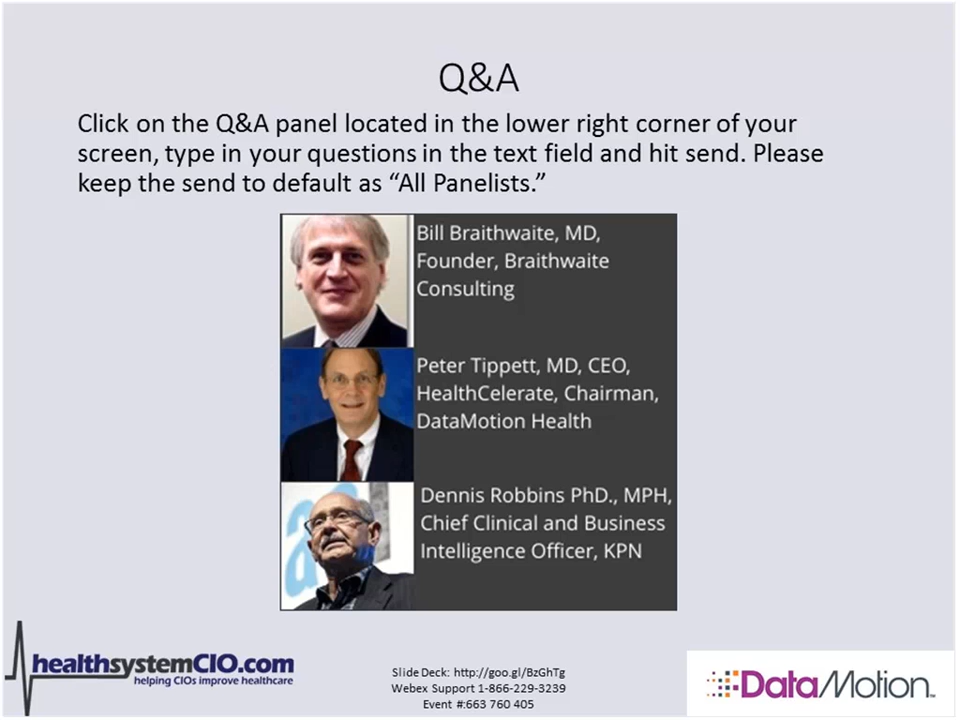 Q&A
Click on the Q&A panel located in the lower right corner of your
screen, type in your questions in the text field and hit send. Please
keep the send to default as “All Panelists.”
Bill Braithwaite, MD,
Founder, Braithwaite
Consulting
Peter Tippett, MD, CEO,
HealthCelerate, Chairman,
DataMotion Health
Dennis Robbins PhD., MPH,
Chief Clinical and Business
Intelligence Officer, KPN
healthsystemCIO.com
helping CIOs improve healthcare
Slide Deck: http://goo.gl/BzGhTg
Webex Support 1-866-229-3239
Event #:663 760 405
DataMotion